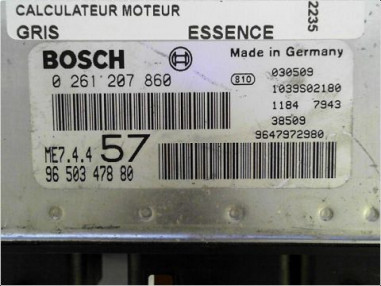 CALCULATEUR MOTEUR
GRIS ESSENCE
2235
BOSCH Made in Germany
0 261 207 860 810 030509
1039S02180
1184 7943
38509
9647972980
ME7.4.4 57
96 503 478 80